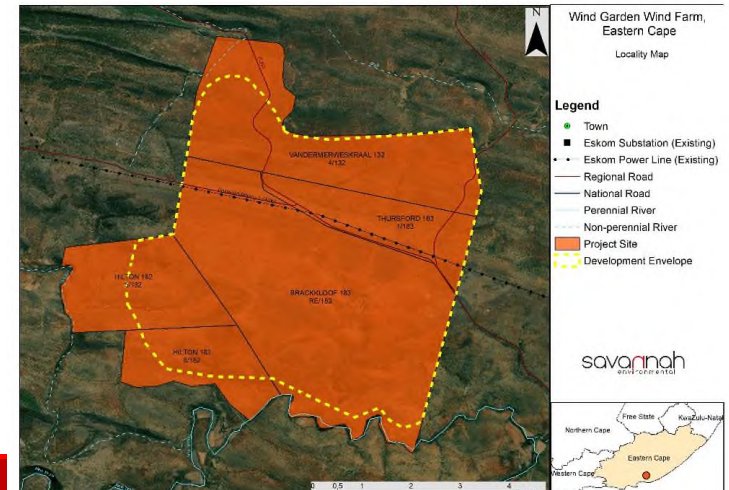 Wind Garden Wind Farm,
Eastern Cape
Locality Map
N
Legend
Town
Eskom Substation (Existing)
Eskom Power Line (Existing)
Regional Road
National Road
Perennial River
Non-perennial River
Project Site
Development Envelope
VANDERMERWESKRAAL 132
4/132
THURSFORD 183
1/183
BRACKKLOOF 183
RE/183
HILTON 182
HILTON 182
savannah
environmental
Free State
KwaZulu-Natal
Northern Cape
Eastern Cape
Western Cape
0 0,5 1 2 3 4